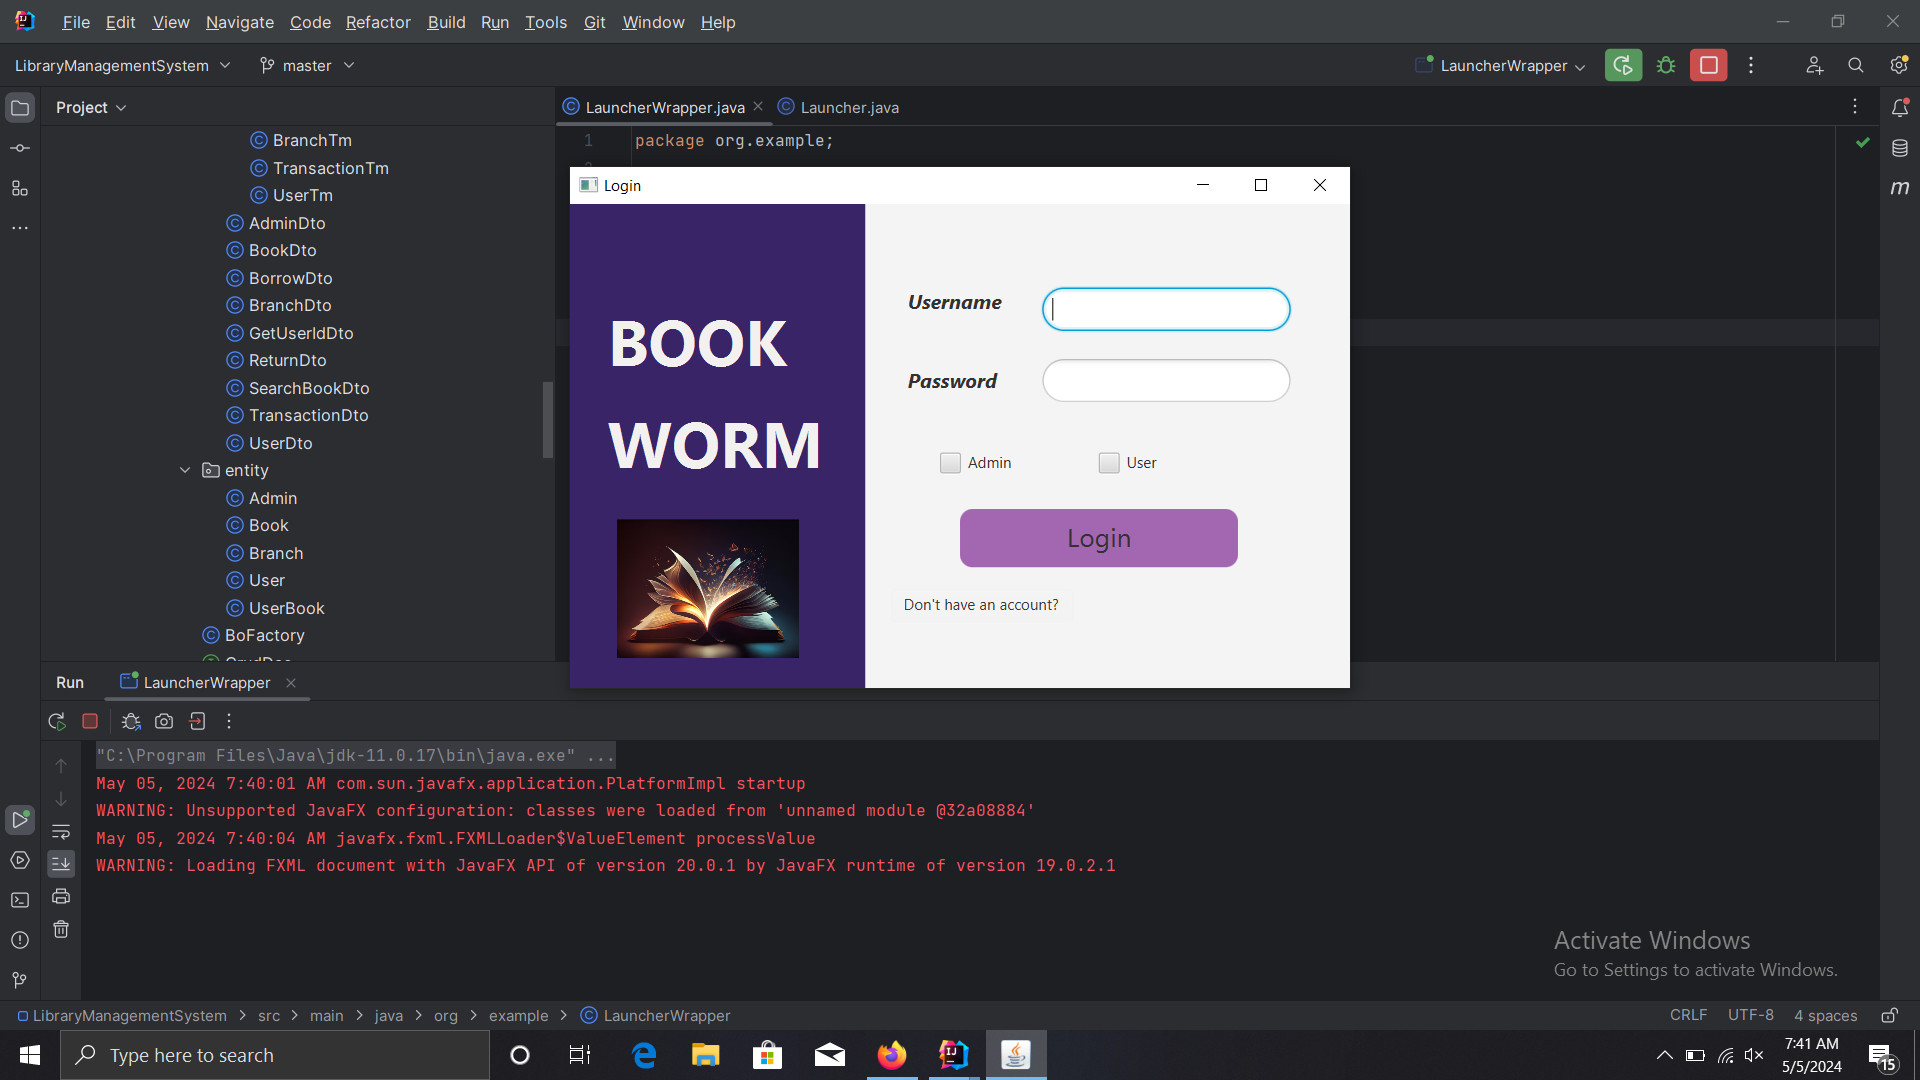 File Edit View Navigate Code Refactor Build Run Tools Git Window Help
LibraryManagementSystem master LauncherWrapper
Project LauncherWrapper.java Launcher.java
1 package org.example;
BranchTm
TransactionTm
UserTm
AdminDto
BookDto
BorrowDto
BranchDto
GetUserIdDto
ReturnDto
SearchBookDto
TransactionDto
UserDto
entity
Admin
Book
Branch
User
UserBook
BoFactory
Login
BOOK
WORM
Username
Password
Admin User
Login
Don't have an account?
Run LauncherWrapper
"C:\Program Files\Java\jdk-11.0.17\bin\java.exe" ...
May 05, 2024 7:40:01 AM com.sun.javafx.application.PlatformImpl startup
WARNING: Unsupported JavaFX configuration: classes were loaded from 'unnamed module @32a08884'
May 05, 2024 7:40:04 AM javafx.fxml.FXMLLoader$ValueElement processValue
WARNING: Loading FXML document with JavaFX API of version 20.0.1 by JavaFX runtime of version 19.0.2.1
Activate Windows
Go to Settings to activate Windows.
LibraryManagementSystem > src > main > java > org > example > LauncherWrapper CRLF UTF-8 4 spaces
Type here to search
7:41 AM
5/5/2024
15